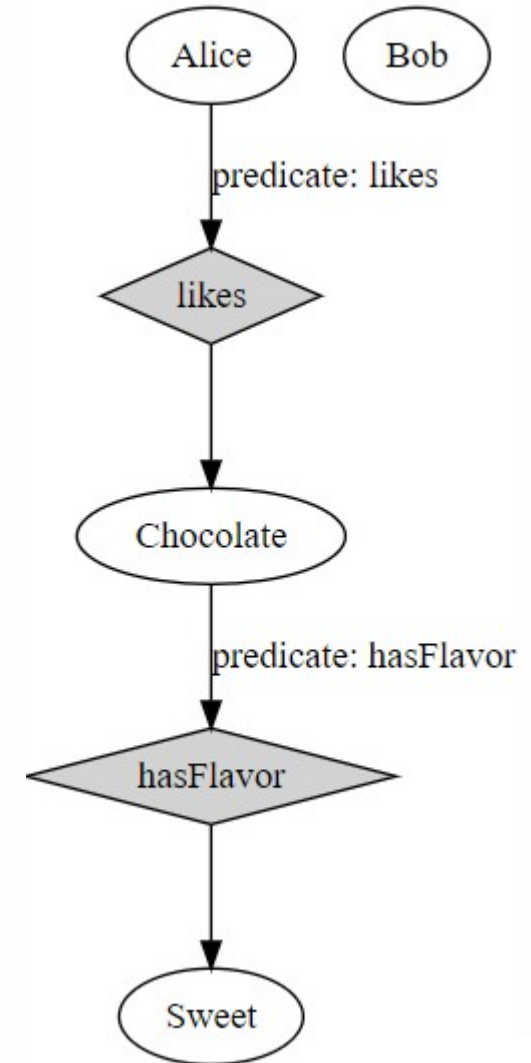 Alice
Bob
predicate: likes
likes
Chocolate
predicate: hasFlavor
hasFlavor
Sweet